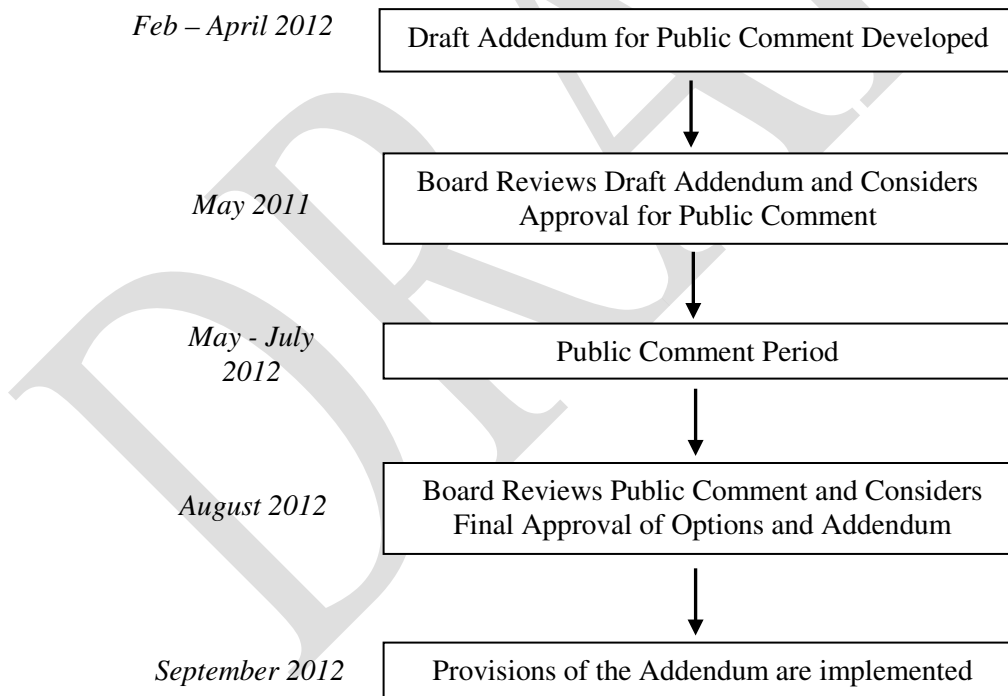 Feb – April 2012
Draft Addendum for Public Comment Developed
May 2011
Board Reviews Draft Addendum and Considers
Approval for Public Comment
May - July
2012
Public Comment Period
August 2012
Board Reviews Public Comment and Considers
Final Approval of Options and Addendum
September 2012
Provisions of the Addendum are implemented
DRA